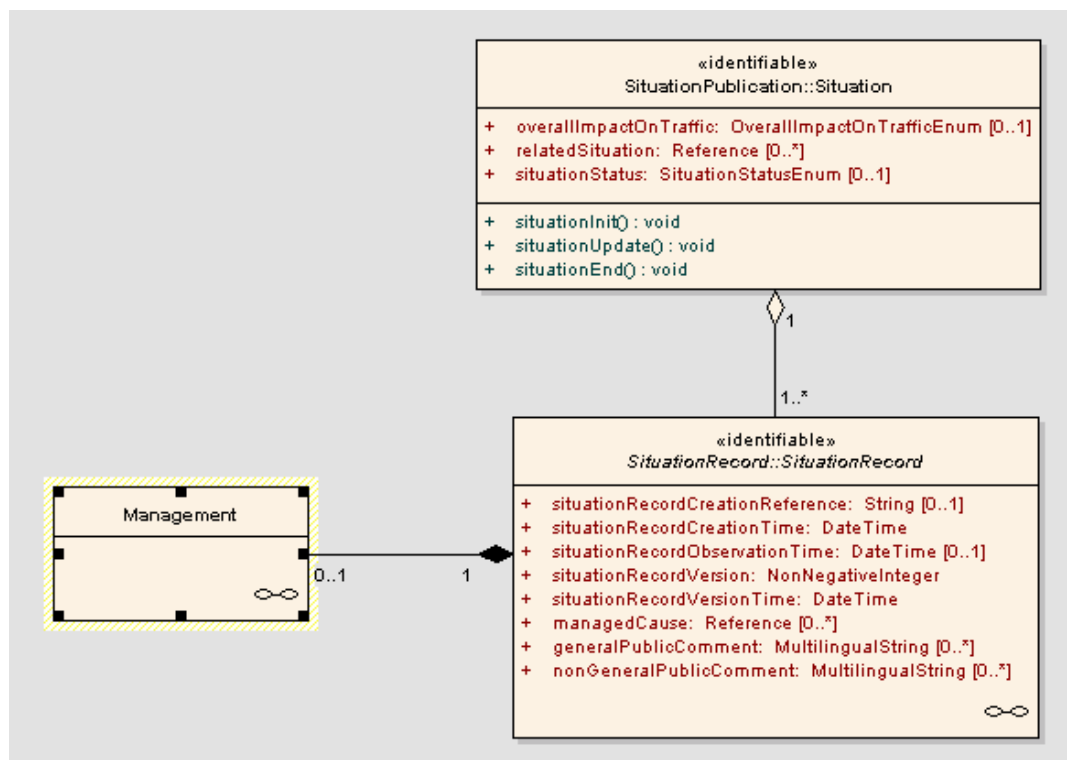 «identifiable»
SituationPublication::Situation
+ overallImpactOnTraffic: OverallImpactOnTrafficEnum [0..1]
+ relatedSituation: Reference [0..*]
+ situationStatus: SituationStatusEnum [0..1]
+ situationInit() : void
+ situationUpdate() : void
+ situationEnd() : void
1
1..*
«identifiable»
SituationRecord::SituationRecord
+ situationRecordCreationReference: String [0..1]
+ situationRecordCreationTime: DateTime
+ situationRecordObservationTime: DateTime [0..1]
+ situationRecordVersion: NonNegativeInteger
+ situationRecordVersionTime: DateTime
+ managedCause: Reference [0..*]
+ generalPublicComment: MultilingualString [0..*]
+ nonGeneralPublicComment: MultilingualString [0..*]
Management
0..1
1